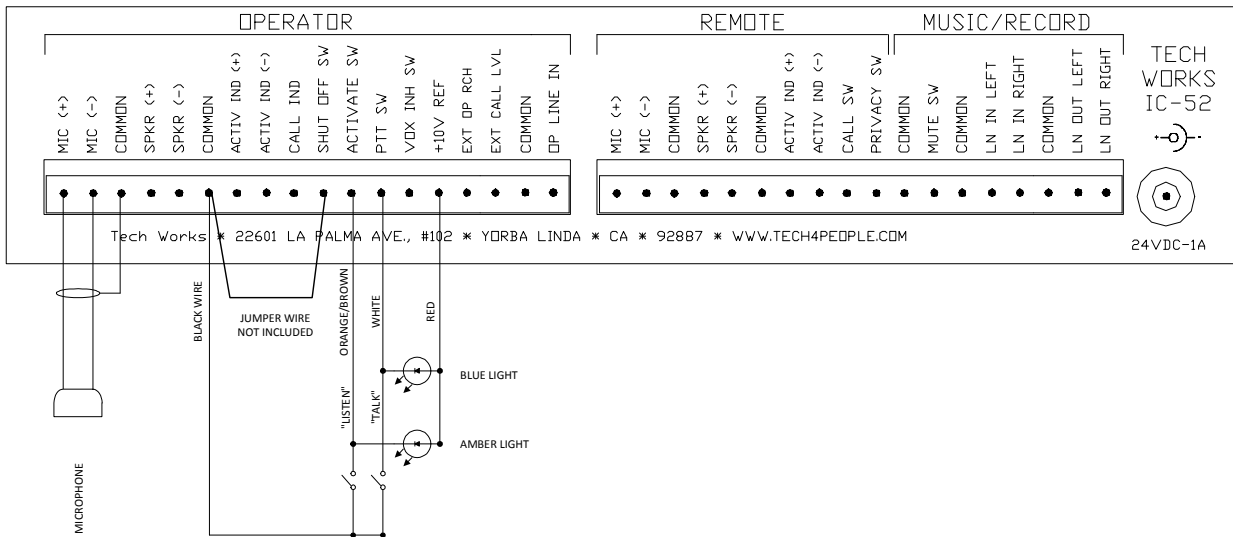 OPERATOR
REMOTE
MUSIC/RECORD
MIC (+)
MIC (-)
COMMON
SPKR (+)
SPKR (-)
COMMON
ACTIV IND (+)
ACTIV IND (-)
CALL IND
SHUT OFF SW
ACTIVATE SW
PTT SW
VOX INH SW
+10V REF
EXT OP RCH
EXT CALL LVL
COMMON
OP LINE IN
MIC (+)
MIC (-)
COMMON
SPKR (+)
SPKR (-)
COMMON
ACTIV IND (+)
ACTIV IND (-)
CALL SW
PRIVACY SW
COMMON
MUTE SW
COMMON
LN IN LEFT
LN IN RIGHT
COMMON
LN OUT LEFT
LN OUT RIGHT
TECH
WORKS
IC-52
+ -
24VDC-1A
Tech Works * 22601 LA PALMA AVE., #102 * YORBA LINDA * CA * 92887 * WWW.TECH4PEOPLE.COM
BLACK WIRE
JUMPER WIRE
NOT INCLUDED
ORANGE/BROWN
WHITE
RED
BLUE LIGHT
"LISTEN"
"TALK"
AMBER LIGHT
MICROPHONE